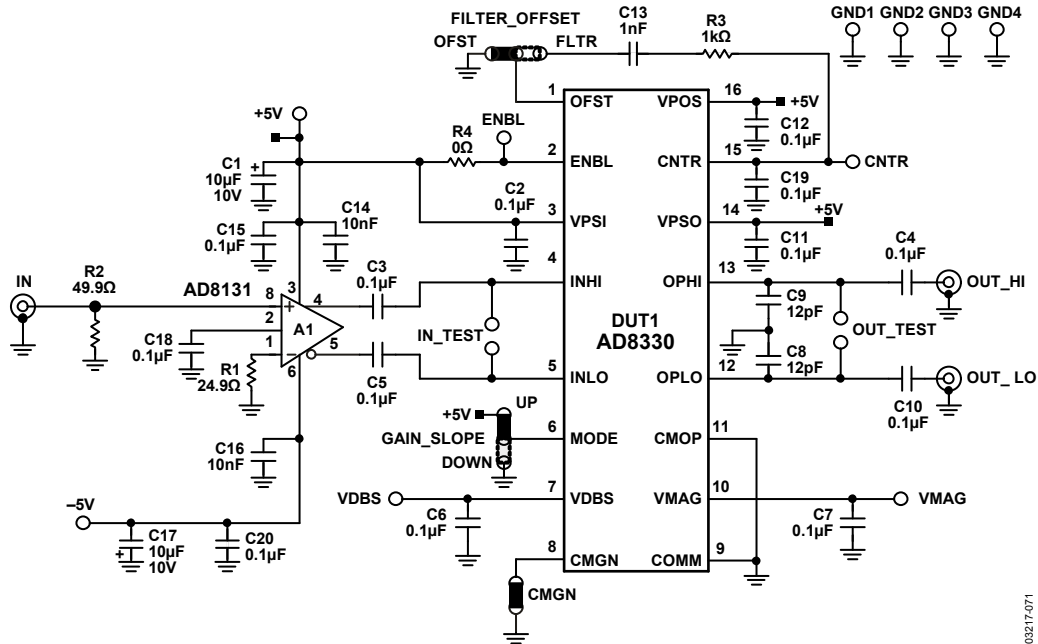 FILTER_OFFSET
OFST
FLTR
C13
1nF
R3
1kΩ
GND1 GND2 GND3 GND4
1 OFST
VPOS 16
+5V
C12
0.1µF
+5V
R4
0Ω
ENBL
2 ENBL
CNTR 15
CNTR
C19
0.1µF
C1
+
10µF
10V
C2
0.1µF
3 VPSI
VPSO 14
+5V
C11
0.1µF
C15
0.1µF
C14
10nF
4 INHI
OPHI 13
C4
0.1µF
OUT_HI
IN
R2
49.9Ω
AD8131
C3
0.1µF
8 + 3 4
2 A1
1 – 5
6
C18
0.1µF
R1
24.9Ω
IN_TEST
C5
0.1µF
DUT1
AD8330
C9
12pF
OUT_TEST
C8
12pF
5 INLO
OPLO 12
C10
0.1µF
OUT_ LO
UP
+5V
GAIN_SLOPE
DOWN
6 MODE
CMOP 11
C16
10nF
7 VDBS
VMAG 10
VDBS
VMAG
C6
0.1µF
C7
0.1µF
–5V
C17
+
10µF
10V
C20
0.1µF
8 CMGN
COMM 9
CMGN
03217-071